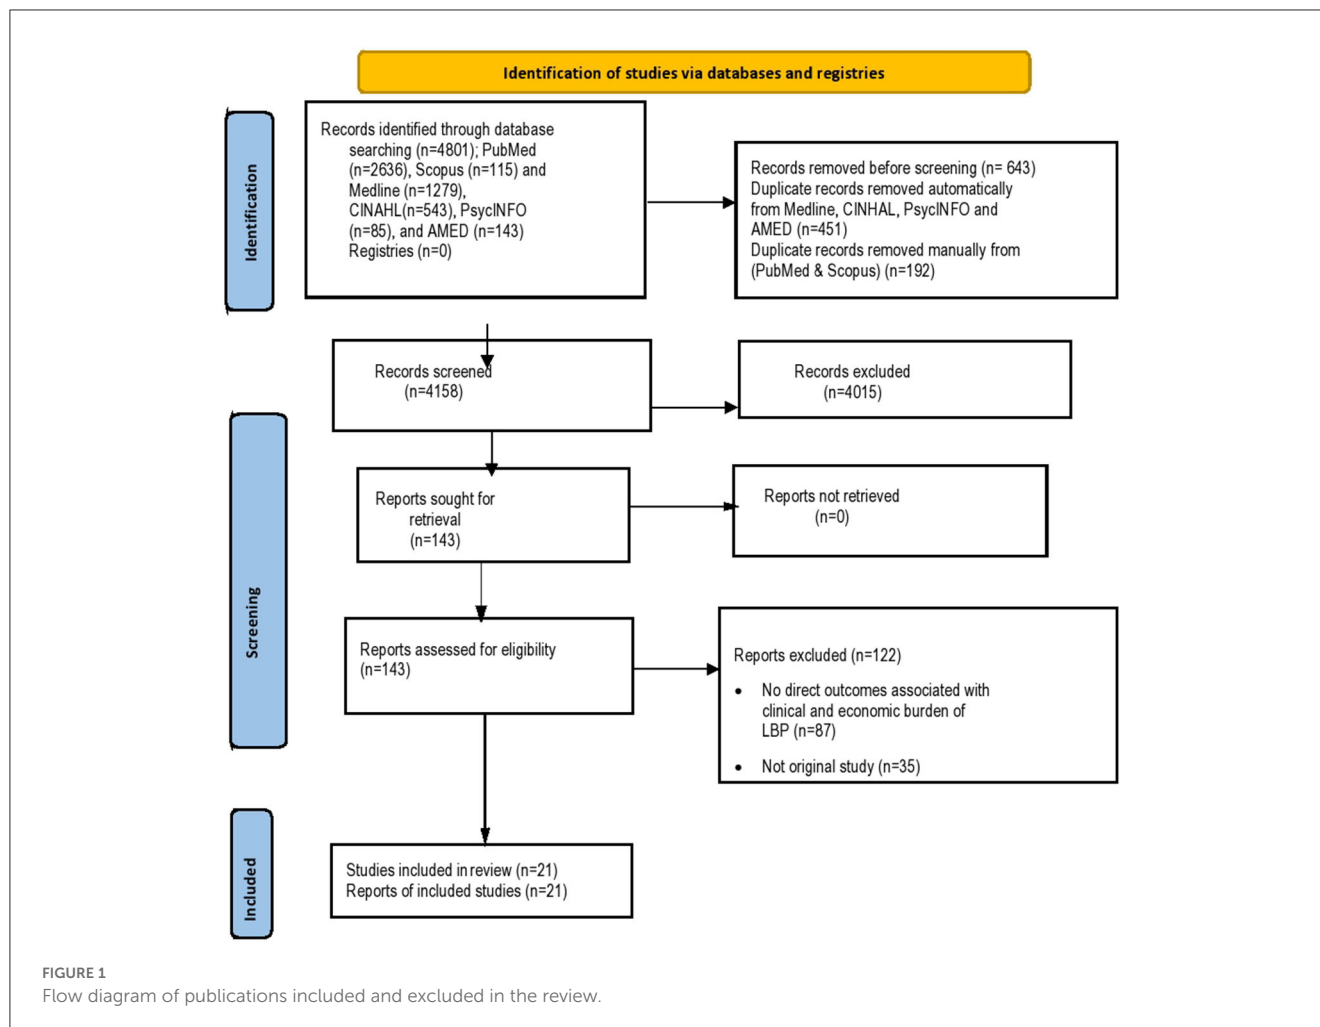 Identification of studies via databases and registries
Identification
Records identified through database
searching (n=4801); PubMed
(n=2636), Scopus (n=115) and
Medline (n=1279),
CINAHL(n=543), PsycINFO
(n=85), and AMED (n=143)
Registries (n=0)
Records removed before screening (n= 643)
Duplicate records removed automatically
from Medline, CINHAL, PsycINFO and
AMED (n=451)
Duplicate records removed manually from
(PubMed & Scopus) (n=192)
Screening
Records screened
(n=4158)
Records excluded
(n=4015)
Reports sought for
retrieval
(n=143)
Reports not retrieved
(n=0)
Reports assessed for eligibility
(n=143)
Reports excluded (n=122)
• No direct outcomes associated with
clinical and economic burden of
LBP (n=87)
• Not original study (n=35)
Included
Studies included in review (n=21)
Reports of included studies (n=21)
FIGURE 1
Flow diagram of publications included and excluded in the review.